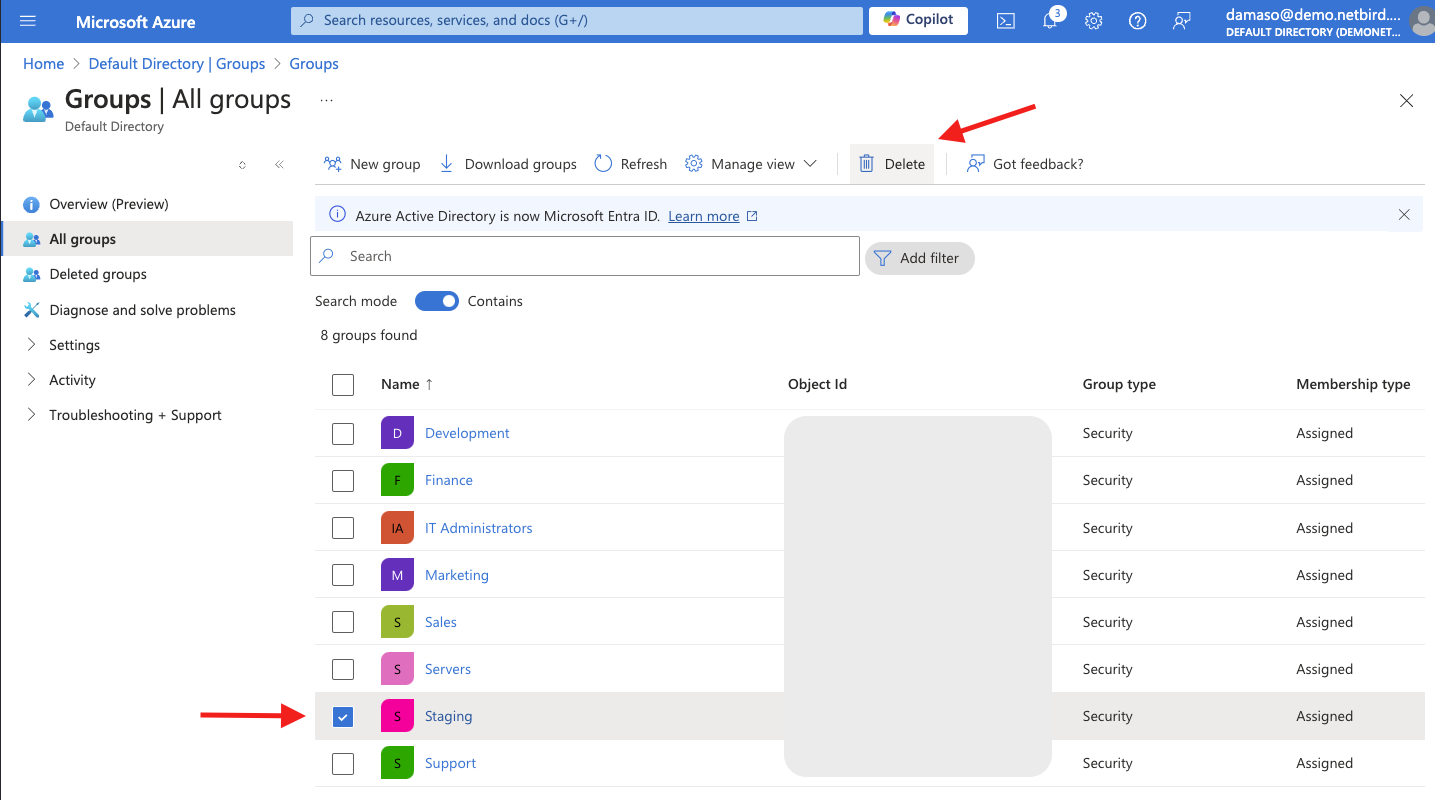 Microsoft Azure
Search resources, services, and docs (G+/)
Copilot
3
damaso@demo.netbird....
DEFAULT DIRECTORY (DEMONET...
Home > Default Directory | Groups > Groups
Groups | All groups ...
Default Directory
New group Download groups Refresh Manage view Delete Got feedback?
Overview (Preview)
All groups
Deleted groups
Diagnose and solve problems
Settings
Activity
Troubleshooting + Support
Azure Active Directory is now Microsoft Entra ID. Learn more
Search
Add filter
Search mode Contains
8 groups found
Name ↑ Object Id Group type Membership type
D Development Security Assigned
F Finance Security Assigned
IA IT Administrators Security Assigned
M Marketing Security Assigned
S Sales Security Assigned
S Servers Security Assigned
S Staging Security Assigned
S Support Security Assigned